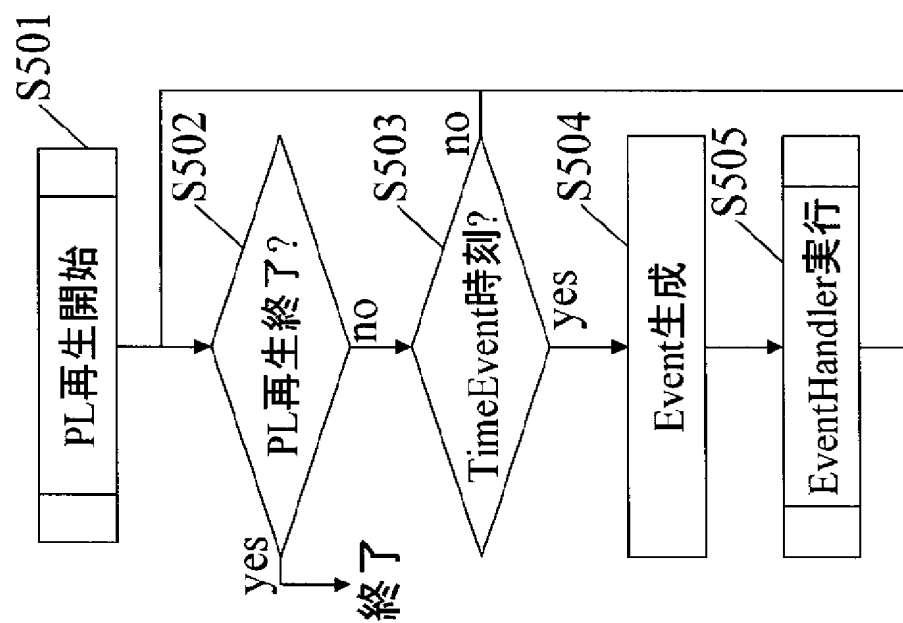 S501
PL再生開始
S502
PL再生終了?
yes
終了
no
S503
TimeEvent時刻?
no
yes
S504
Event生成
S505
EventHandler実行